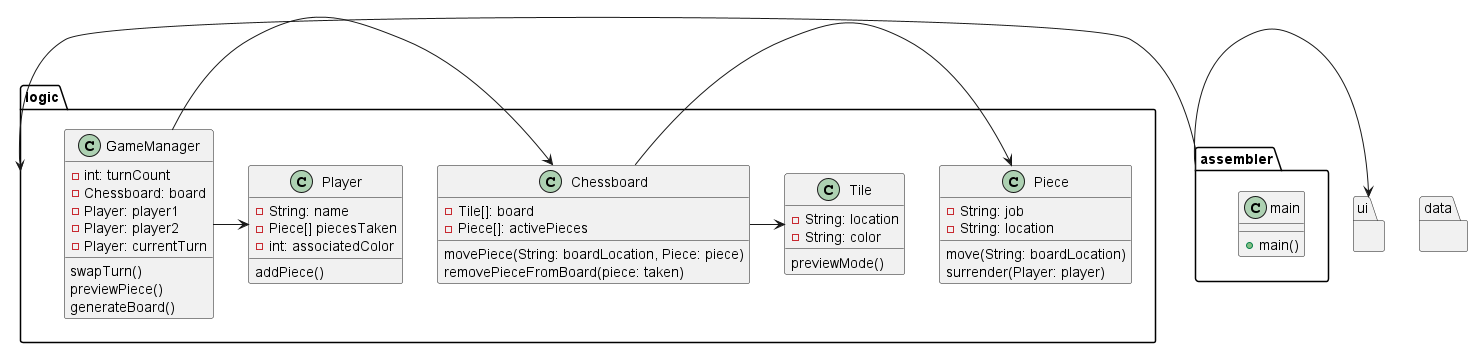 logic
C GameManager
int: turnCount
Chessboard: board
Player: player1
Player: player2
Player: currentTurn
swapTurn()
previewPiece()
generateBoard()
C Player
String: name
Piece[] piecesTaken
int: associatedColor
addPiece()
C Chessboard
Tile[]: board
Piece[]: activePieces
movePiece(String: boardLocation, Piece: piece)
removePieceFromBoard(piece: taken)
C Tile
String: location
String: color
previewMode()
C Piece
String: job
String: location
move(String: boardLocation)
surrender(Player: player)
assembler
C main
main()
ui
data